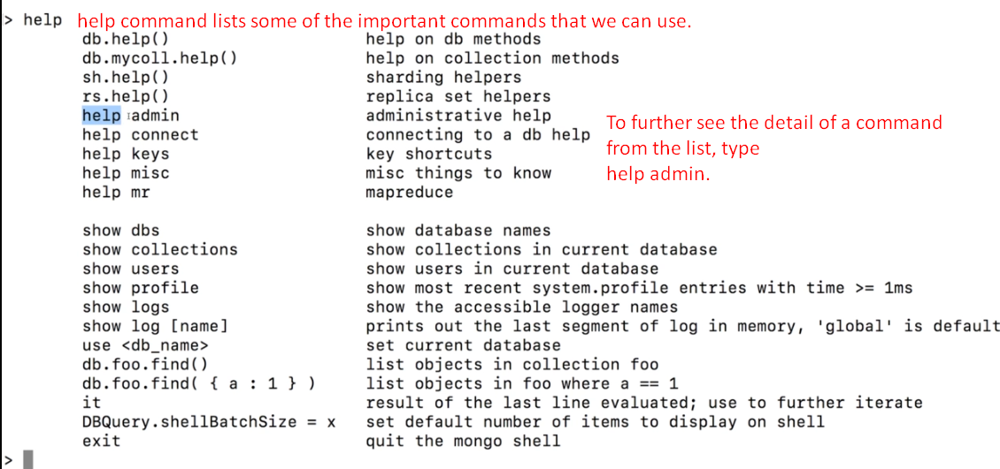 > help help command lists some of the important commands that we can use.
db.help() help on db methods
db.mycoll.help() help on collection methods
sh.help() sharding helpers
rs.help() replica set helpers
help admin administrative help
help connect connecting to a db help
help keys key shortcuts
help misc misc things to know
help mr mapreduce
To further see the detail of a command
from the list, type
help admin.
show dbs show database names
show collections show collections in current database
show users show users in current database
show profile show most recent system.profile entries with time >= 1ms
show logs show the accessible logger names
show log [name] prints out the last segment of log in memory, 'global' is default
use <db_name> set current database
db.foo.find() list objects in collection foo
db.foo.find( { a : 1 } ) list objects in foo where a == 1
it result of the last line evaluated; use to further iterate
DBQuery.shellBatchSize = x set default number of items to display on shell
exit quit the mongo shell
>